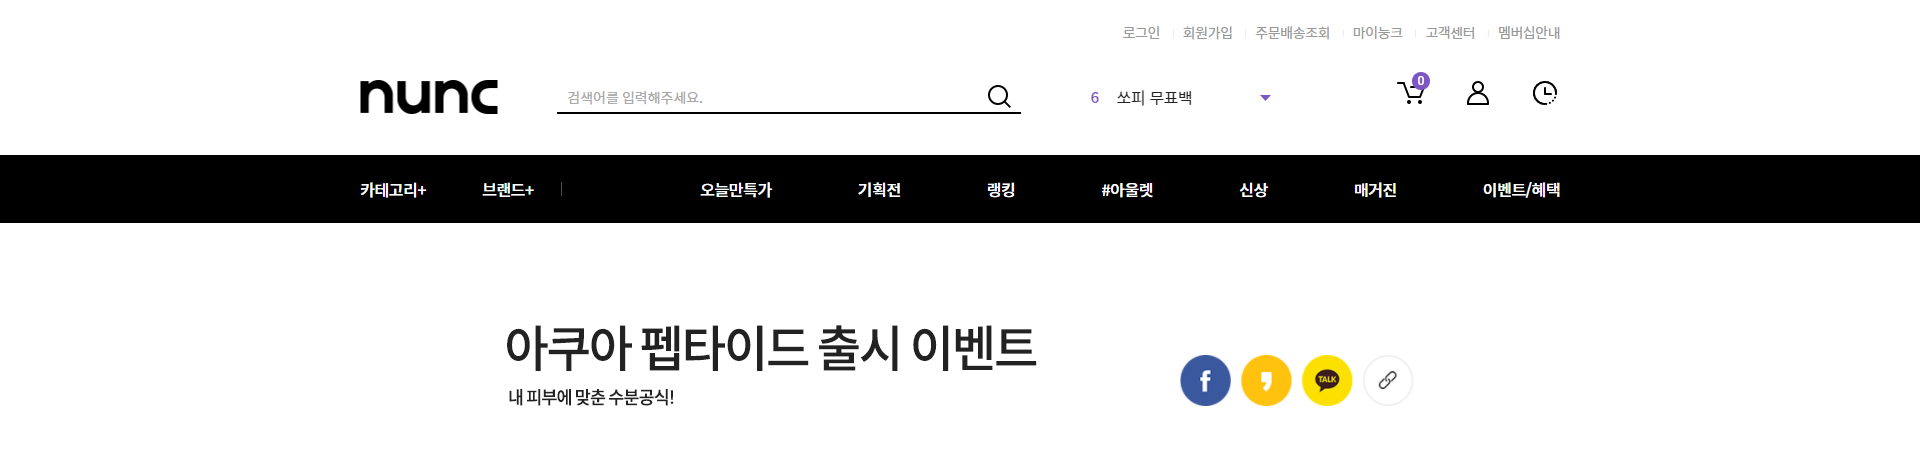 로그인 회원가입 주문배송조회 마이눙크 고객센터 멤버십안내
nunc 검색어를 입력해주세요. 6 쏘피 무표백 0
카테고리+ 브랜드+ 오늘만특가 기획전 랭킹 #아울렛 신상 매거진 이벤트/혜택
아쿠아 펩타이드 출시 이벤트
내 피부에 맞춘 수분공식!
f TALK